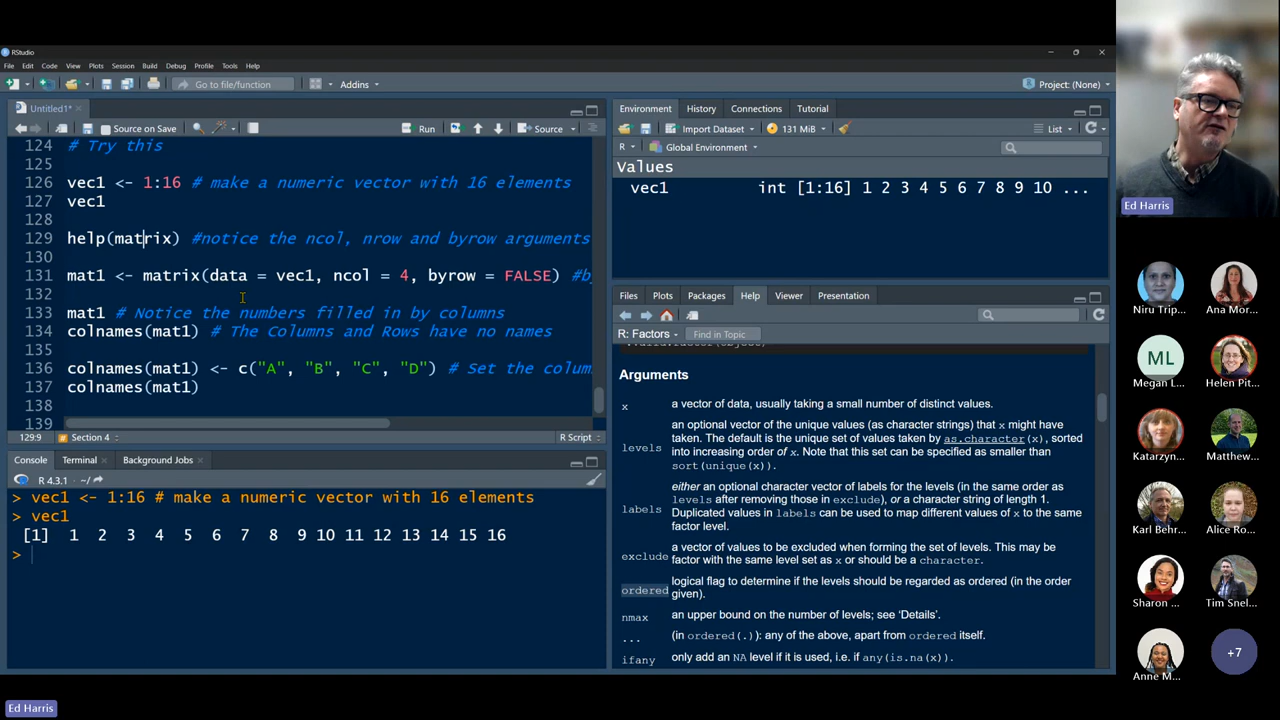 RStudio
File Edit Code View Plots Session Build Debug Profile Tools Help
Go to file/function
Addins
Project: (None)
Untitled1*
Source on Save
Run
Source
124 # Try this
125
126 vec1 <- 1:16 # make a numeric vector with 16 elements
127 vec1
128
129 help(matrix) #notice the ncol, nrow and byrow arguments
130
131 mat1 <- matrix(data = vec1, ncol = 4, byrow = FALSE) #b
132
133 mat1 # Notice the numbers filled in by columns
134 colnames(mat1) # The Columns and Rows have no names
135
136 colnames(mat1) <- c("A", "B", "C", "D") # Set the colum
137 colnames(mat1)
138
139
129:9
Section 4
R Script
Console Terminal Background Jobs
R 4.3.1 · ~/
> vec1 <- 1:16 # make a numeric vector with 16 elements
> vec1
[1] 1 2 3 4 5 6 7 8 9 10 11 12 13 14 15 16
>
Environment History Connections Tutorial
Import Dataset
131 MiB
List
R
Global Environment
Values
vec1 int [1:16] 1 2 3 4 5 6 7 8 9 10 ...
Files Plots Packages Help Viewer Presentation
R: Factors
Find in Topic
Arguments
x a vector of data, usually taking a small number of distinct values.
levels an optional vector of the unique values (as character strings) that x might have
taken. The default is the unique set of values taken by as.character(x), sorted
into increasing order of x. Note that this set can be specified as smaller than
sort(unique(x)).
labels either an optional character vector of labels for the levels (in the same order as
levels after removing those in exclude), or a character string of length 1.
Duplicated values in labels can be used to map different values of x to the same
factor level.
exclude a vector of values to be excluded when forming the set of levels. This may be
factor with the same level set as x or should be a character.
ordered logical flag to determine if the levels should be regarded as ordered (in the order
given).
nmax an upper bound on the number of levels; see ‘Details’.
... (in ordered(.)): any of the above, apart from ordered itself.
ifany only add an NA level if it is used, i.e. if any(is.na(x)).
Ed Harris
Niru Trip...
Ana Mor...
ML
Megan L...
Helen Pit...
Katarzyn...
Matthew...
Karl Behr...
Alice Ro...
Sharon ...
Tim Snel...
Anne M...
+7
Ed Harris